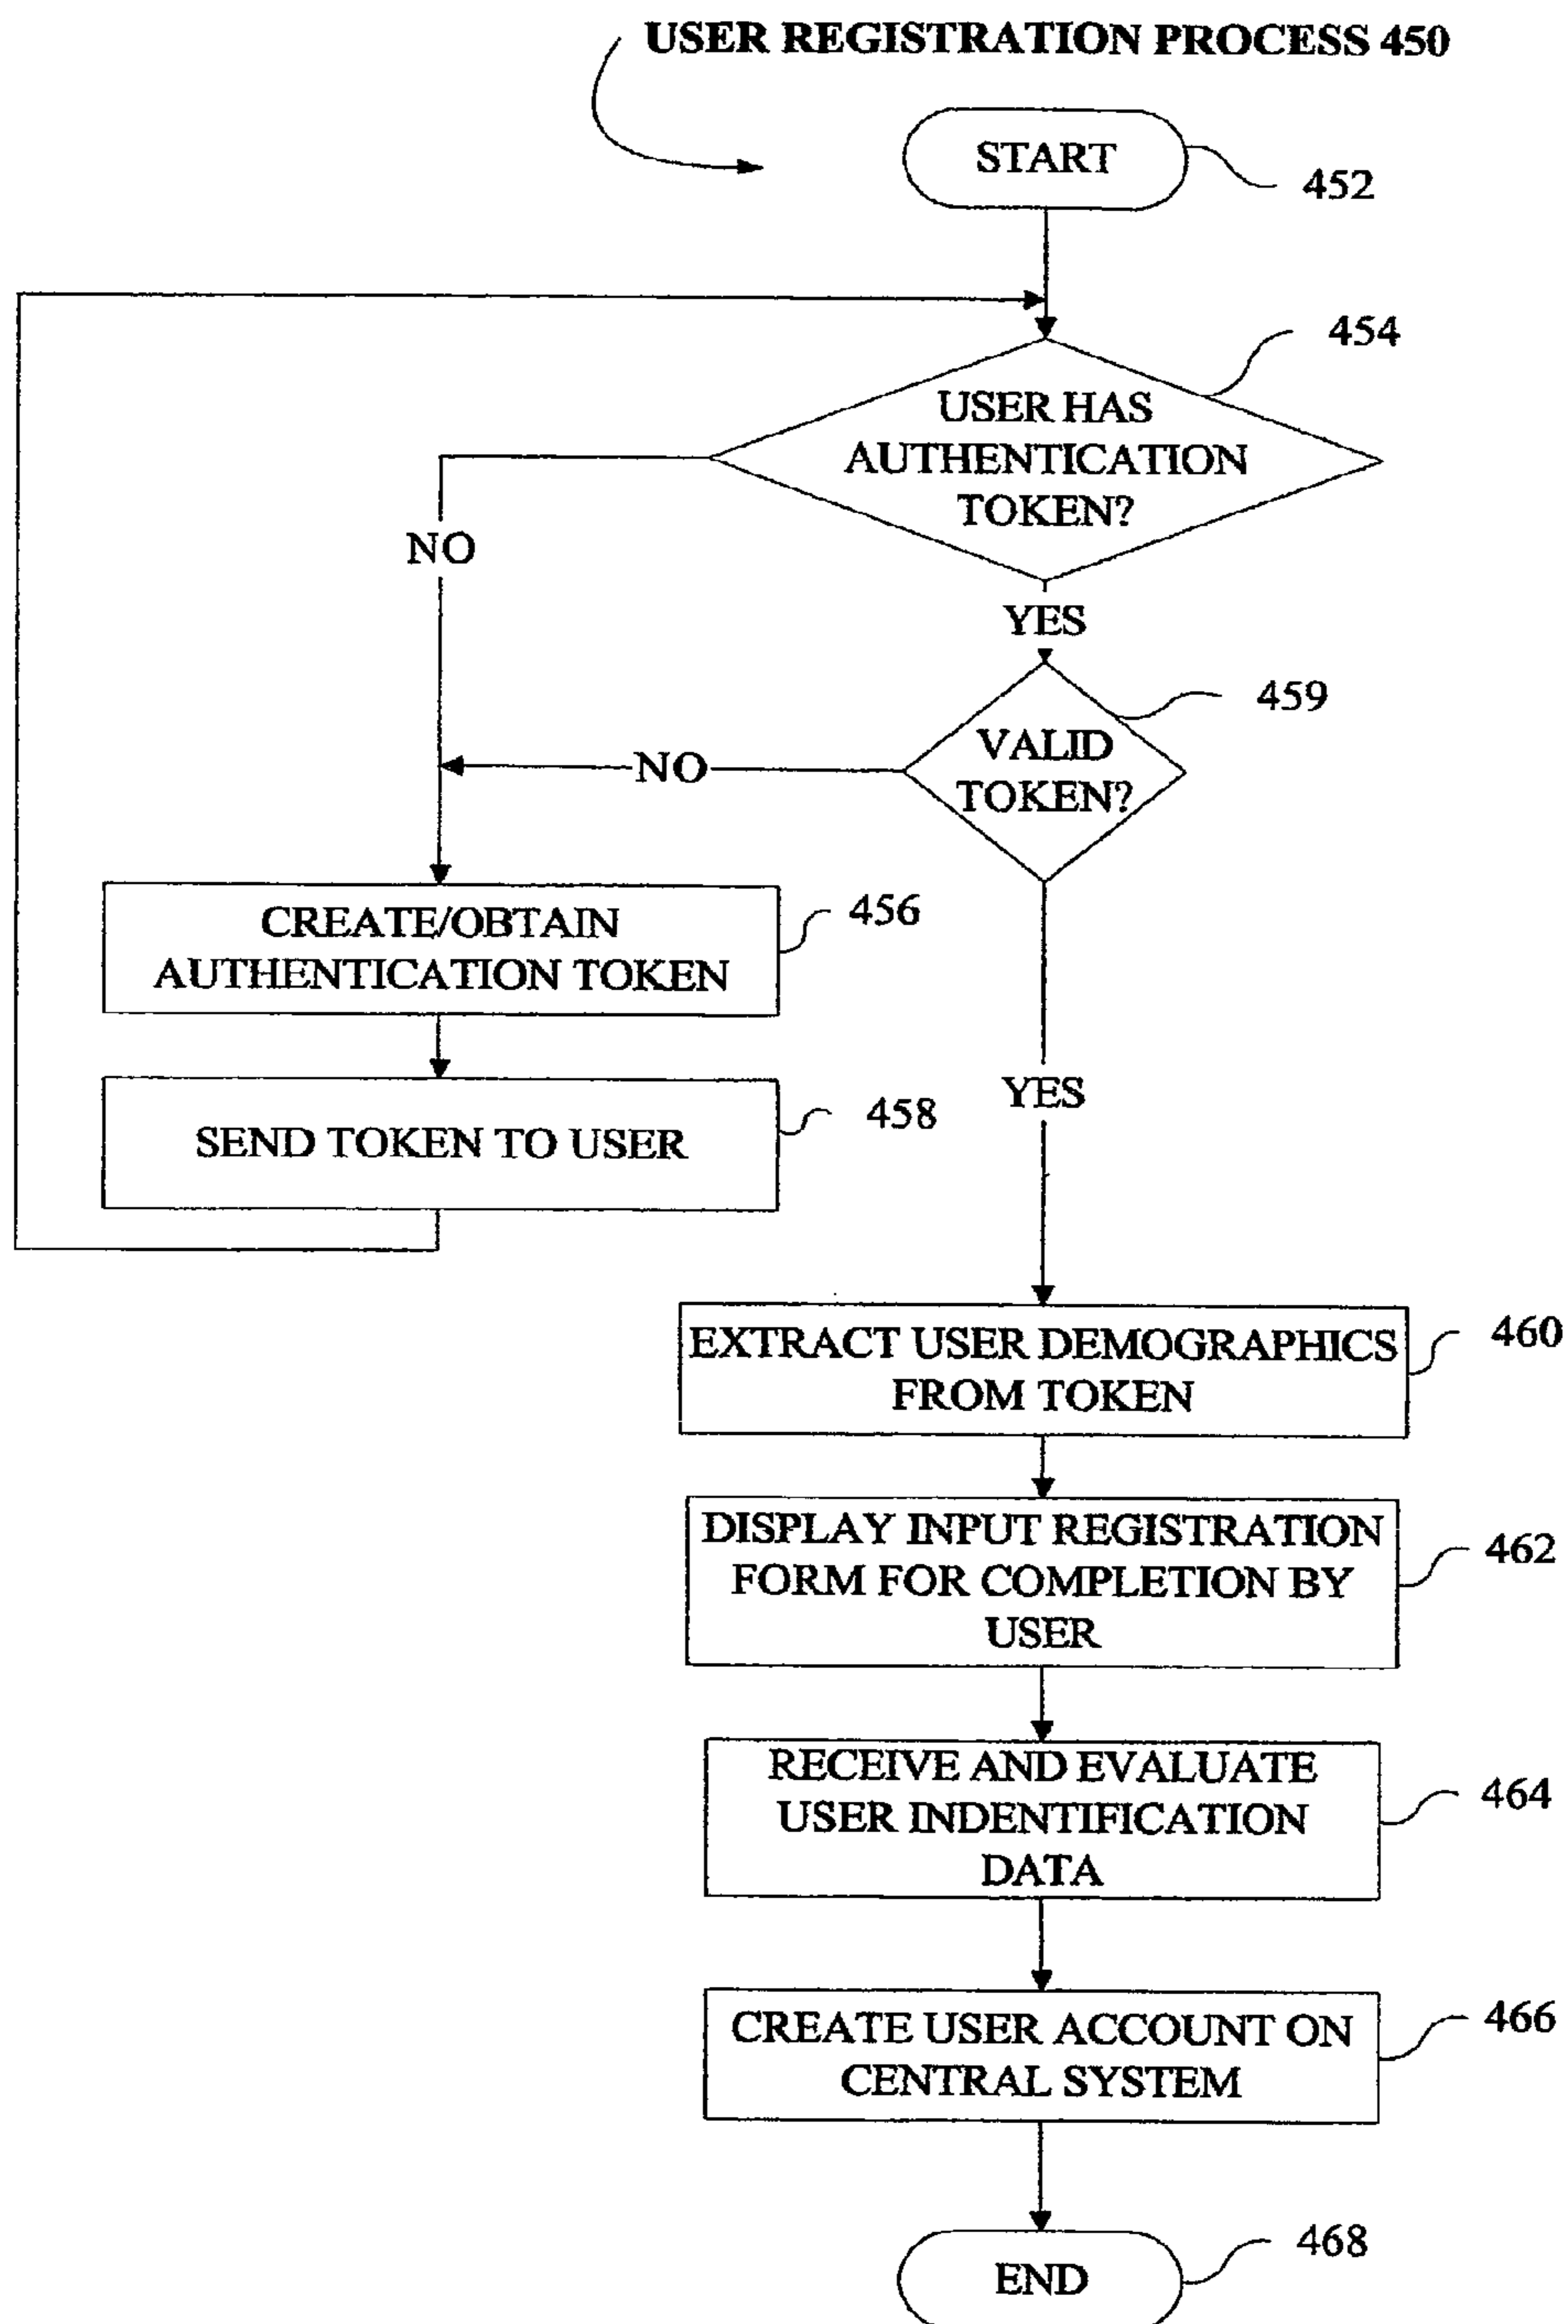 USER REGISTRATION PROCESS 450
START
452
454
USER HAS
AUTHENTICATION
TOKEN?
NO
YES
459
VALID
TOKEN?
NO
456
CREATE/OBTAIN
AUTHENTICATION TOKEN
458
SEND TOKEN TO USER
YES
460
EXTRACT USER DEMOGRAPHICS
FROM TOKEN
462
DISPLAY INPUT REGISTRATION
FORM FOR COMPLETION BY
USER
464
RECEIVE AND EVALUATE
USER INDENTIFICATION
DATA
466
CREATE USER ACCOUNT ON
CENTRAL SYSTEM
468
END